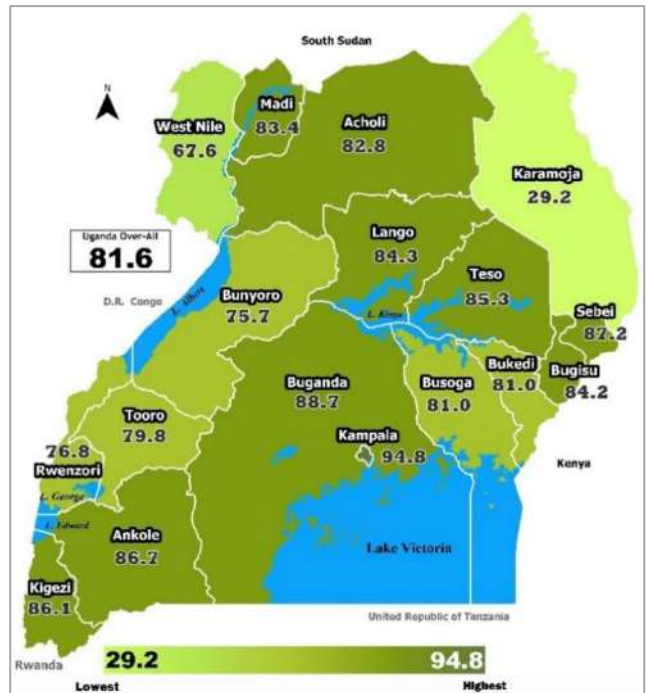 South Sudan
N
Madi
83.4
West Nile
67.6
Acholi
82.8
Karamoja
29.2
Uganda Over-All
81.6
Lango
84.3
Teso
85.3
D.R. Congo
L. Albert
Bunyoro
75.7
L. Kioga
Sebei
87.2
Bukedi
81.0
Bugisu
84.2
Buganda
88.7
Busoga
81.0
Tooro
79.8
Kampala
94.8
76.8
Rwenzori
Kenya
L. George
L. Edward
Ankole
86.7
Lake Victoria
Kigezi
86.1
United Republic of Tanzania
Rwanda
29.2
94.8
Lowest
Highest